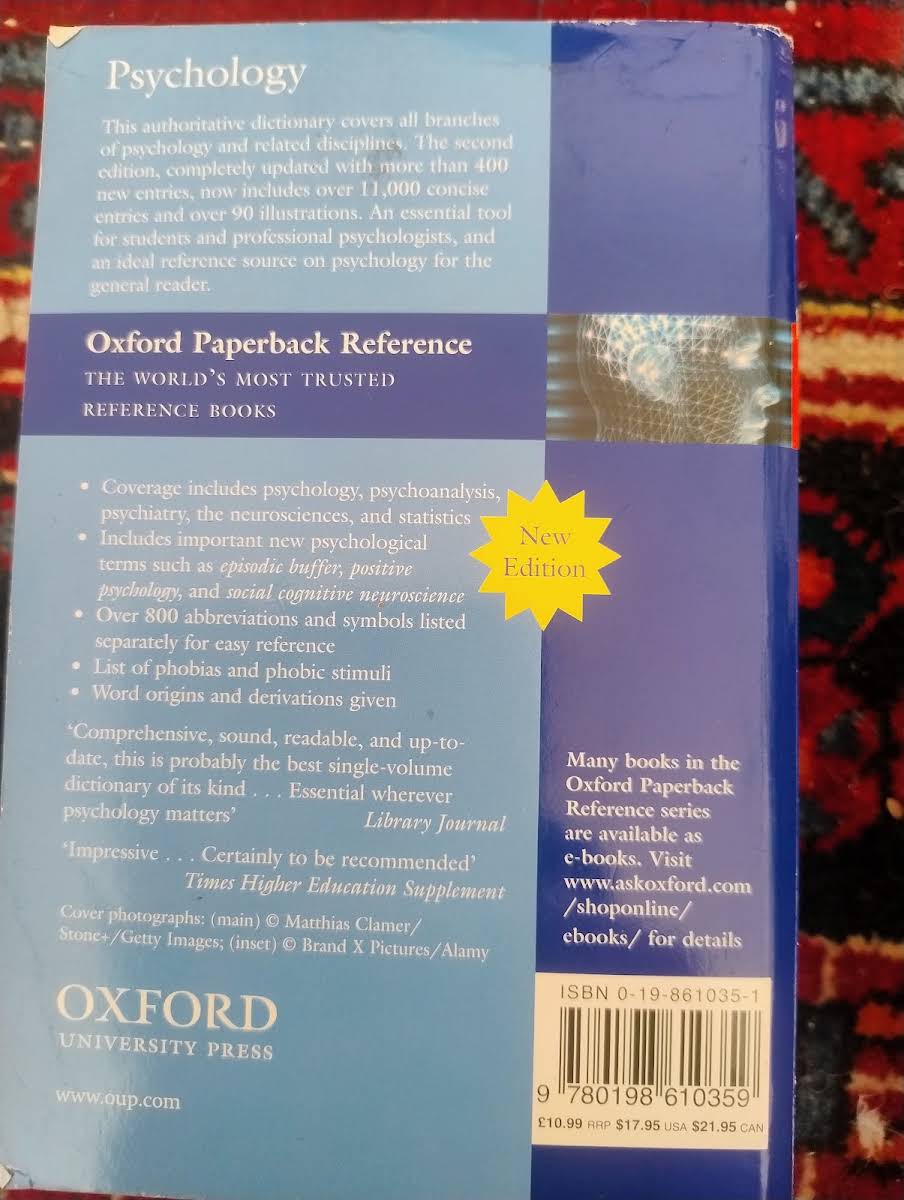 Psychology
This authoritative dictionary covers all branches
of psychology and related disciplines. The second
edition, completely updated with more than 400
new entries, now includes over 11,000 concise
entries and over 90 illustrations. An essential tool
for students and professional psychologists, and
an ideal reference source on psychology for the
general reader.
Oxford Paperback Reference
THE WORLD'S MOST TRUSTED
REFERENCE BOOKS
• Coverage includes psychology, psychoanalysis,
psychiatry, the neurosciences, and statistics
• Includes important new psychological
terms such as episodic buffer, positive
psychology, and social cognitive neuroscience
• Over 800 abbreviations and symbols listed
separately for easy reference
• List of phobias and phobic stimuli
• Word origins and derivations given
New
Edition
‘Comprehensive, sound, readable, and up-to-
date, this is probably the best single-volume
dictionary of its kind . . . Essential wherever
psychology matters’ Library Journal
‘Impressive . . . Certainly to be recommended’
Times Higher Education Supplement
Cover photographs: (main) © Matthias Clamer/
Stone+/Getty Images; (inset) © Brand X Pictures/Alamy
OXFORD
UNIVERSITY PRESS
www.oup.com
Many books in the
Oxford Paperback
Reference series
are available as
e-books. Visit
www.askoxford.com
/shoponline/
ebooks/ for details
ISBN 0-19-861035-1
9 780198 610359
£10.99 RRP $17.95 USA $21.95 CAN